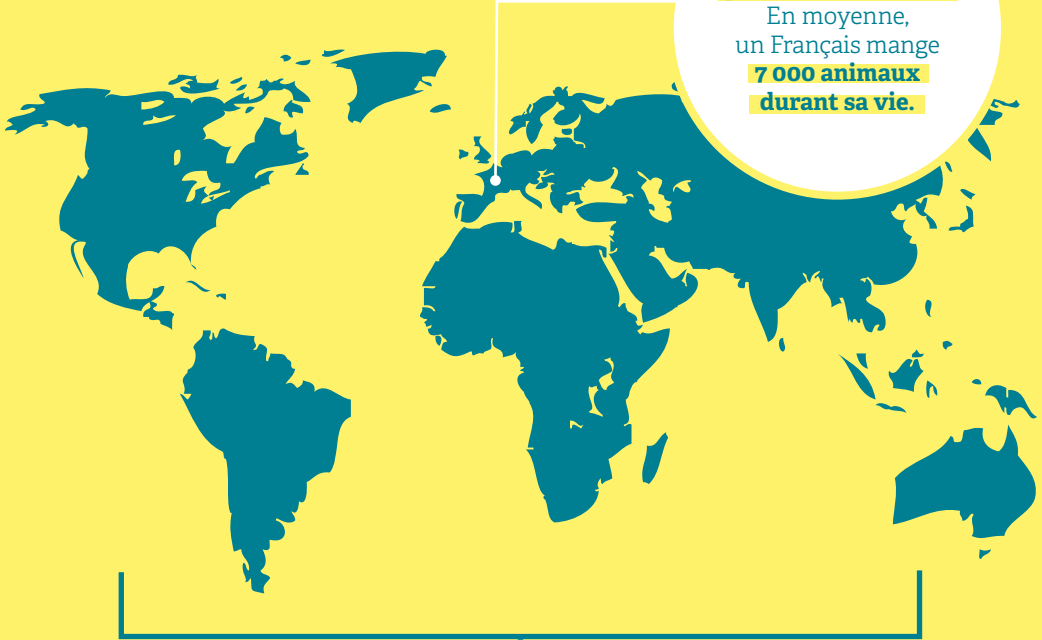 En moyenne,
un Français mange
7 000 animaux
durant sa vie.